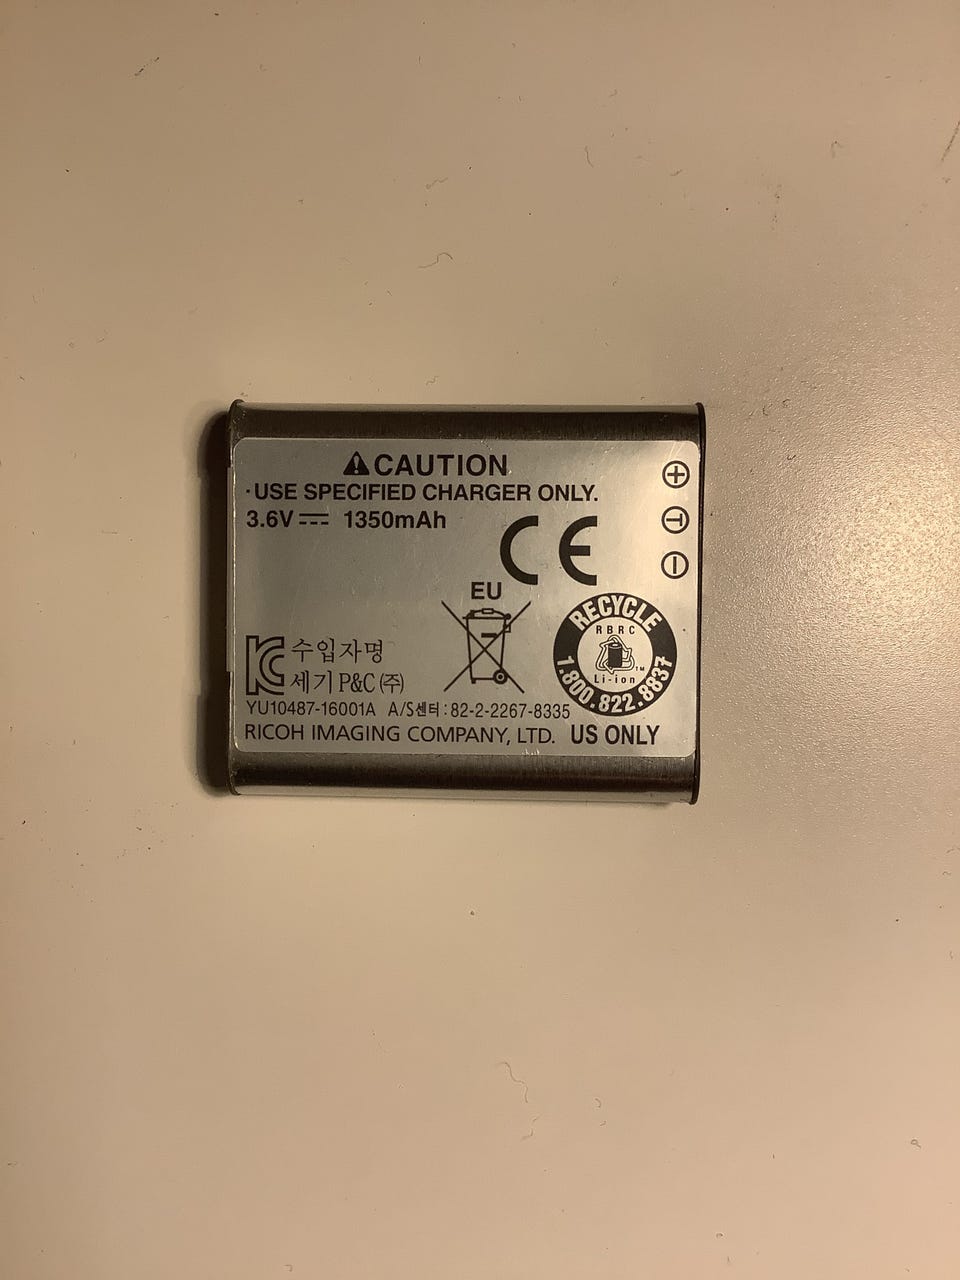 ⚠CAUTION
·USE SPECIFIED CHARGER ONLY.
3.6V⎓ 1350mAh
CE
+
T
-
EU
RECYCLE
RBRC
Li-ion ™
1.800.822.8837
KC 수입자명
세기 P&C (주)
YU10487-16001A A/S센터 : 82-2-2267-8335
RICOH IMAGING COMPANY, LTD. US ONLY